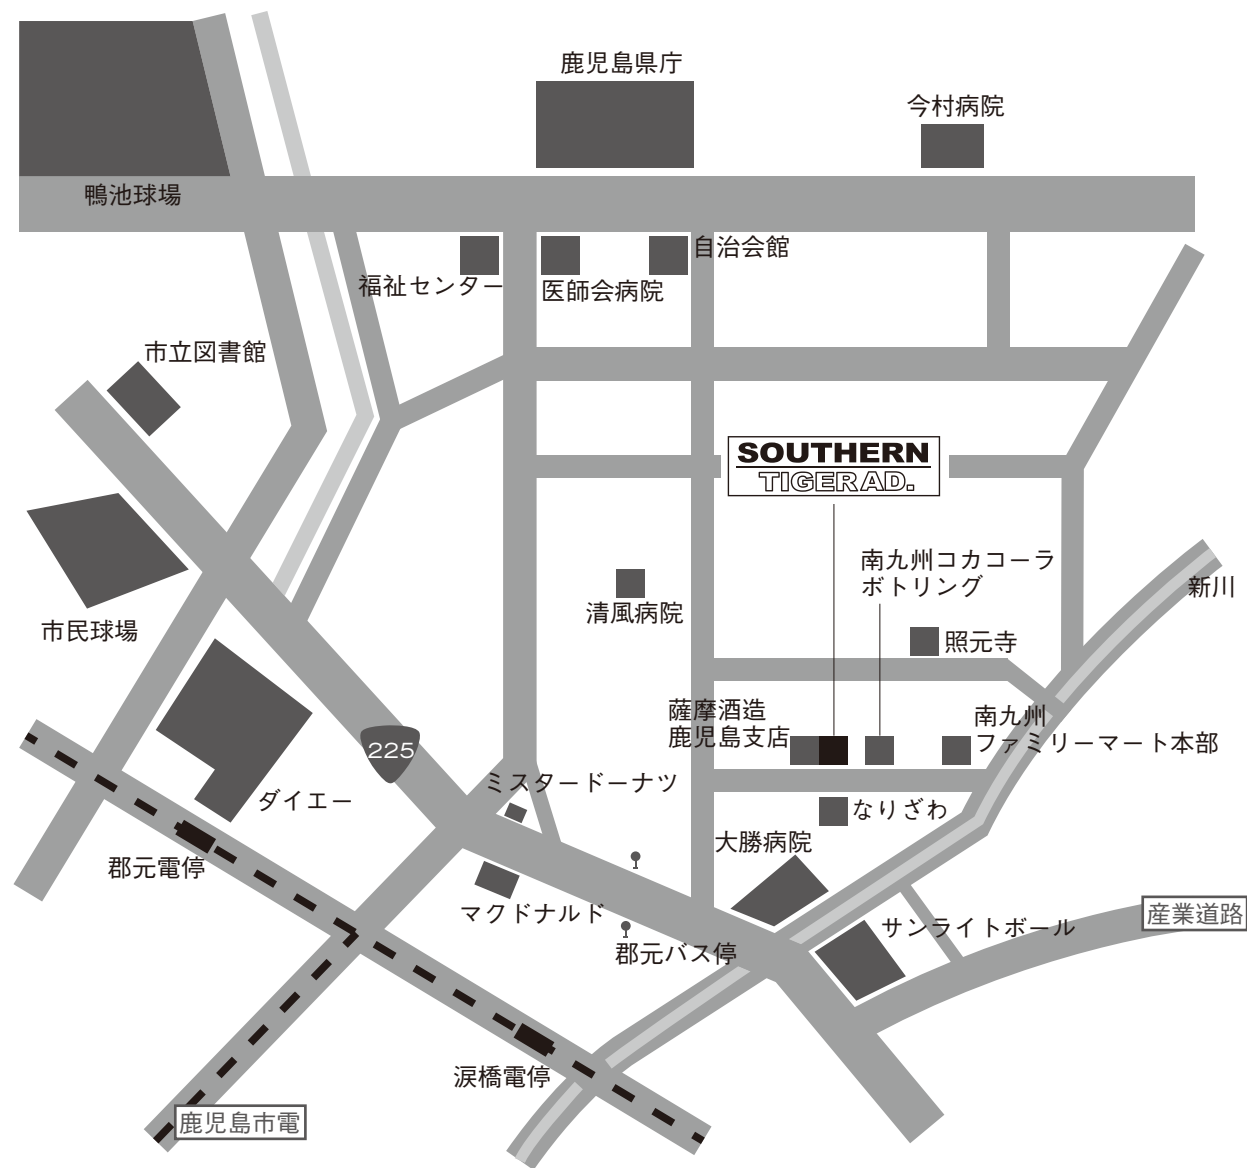 鹿児島県庁
今村病院
鴨池球場
自治会館
福祉センター
医師会病院
市立図書館
SOUTHERN
TIGER AD.
南九州コカコーラ
ボトリング
新川
清風病院
市民球場
照元寺
薩摩酒造
鹿児島支店
南九州
ファミリーマート本部
225
ミスタードーナツ
ダイエー
なりざわ
大勝病院
郡元電停
マクドナルド
産業道路
サンライトボール
郡元バス停
涙橋電停
鹿児島市電